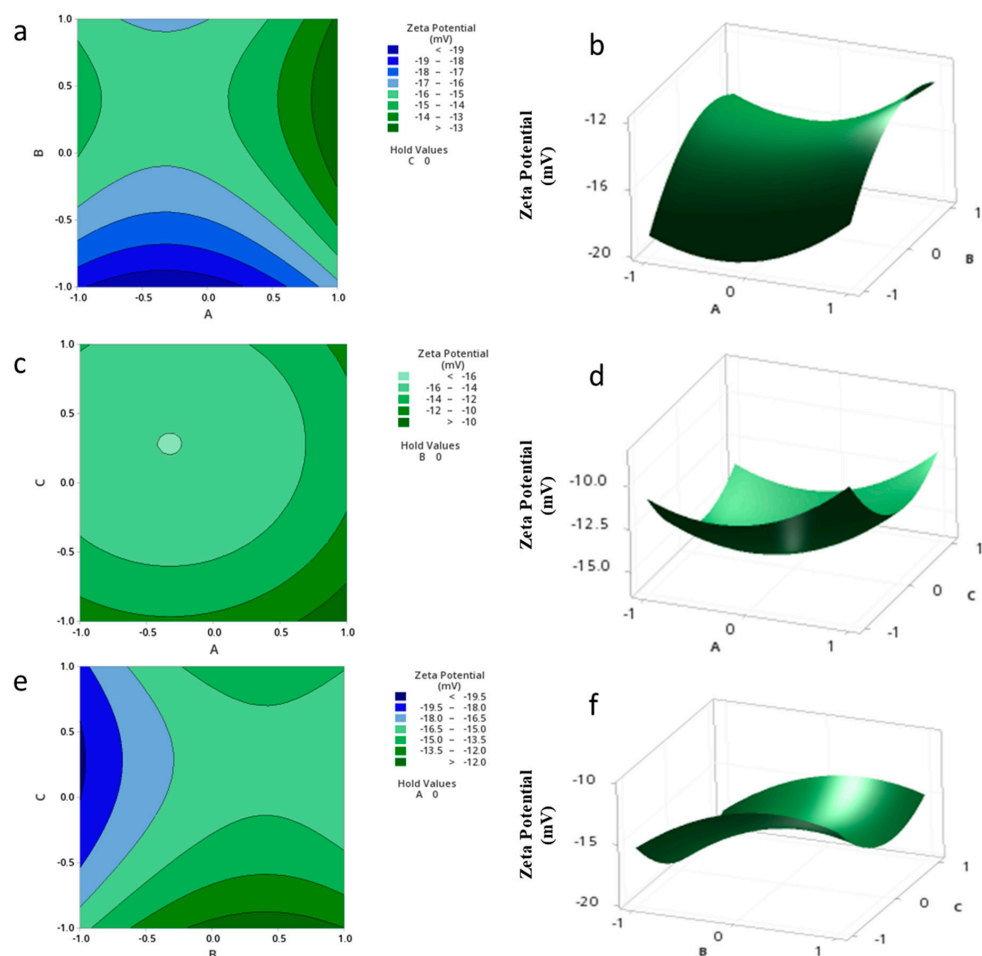 a
Zeta Potential
(mV)
< -19
-19 – -18
-18 – -17
-17 – -16
-16 – -15
-15 – -14
-14 – -13
> -13
Hold Values
C 0
1.0
0.5
0.0
-0.5
-1.0
B
-1.0 -0.5 0.0 0.5 1.0
A
b
Zeta Potential
(mV)
-12
-16
-20
-1 0 1
A
-1 0 1
B
c
Zeta Potential
(mV)
< -16
-16 – -14
-14 – -12
-12 – -10
> -10
Hold Values
B 0
1.0
0.5
0.0
-0.5
-1.0
C
-1.0 -0.5 0.0 0.5 1.0
A
d
Zeta Potential
(mV)
-10.0
-12.5
-15.0
-1 0 1
A
-1 0 1
C
e
Zeta Potential
(mV)
< -19.5
-19.5 – -18.0
-18.0 – -16.5
-16.5 – -15.0
-15.0 – -13.5
-13.5 – -12.0
> -12.0
Hold Values
A 0
1.0
0.5
0.0
-0.5
-1.0
C
-1.0 -0.5 0.0 0.5 1.0
B
f
Zeta Potential
(mV)
-10
-15
-20
-1 0 1
B
-1 0 1
C